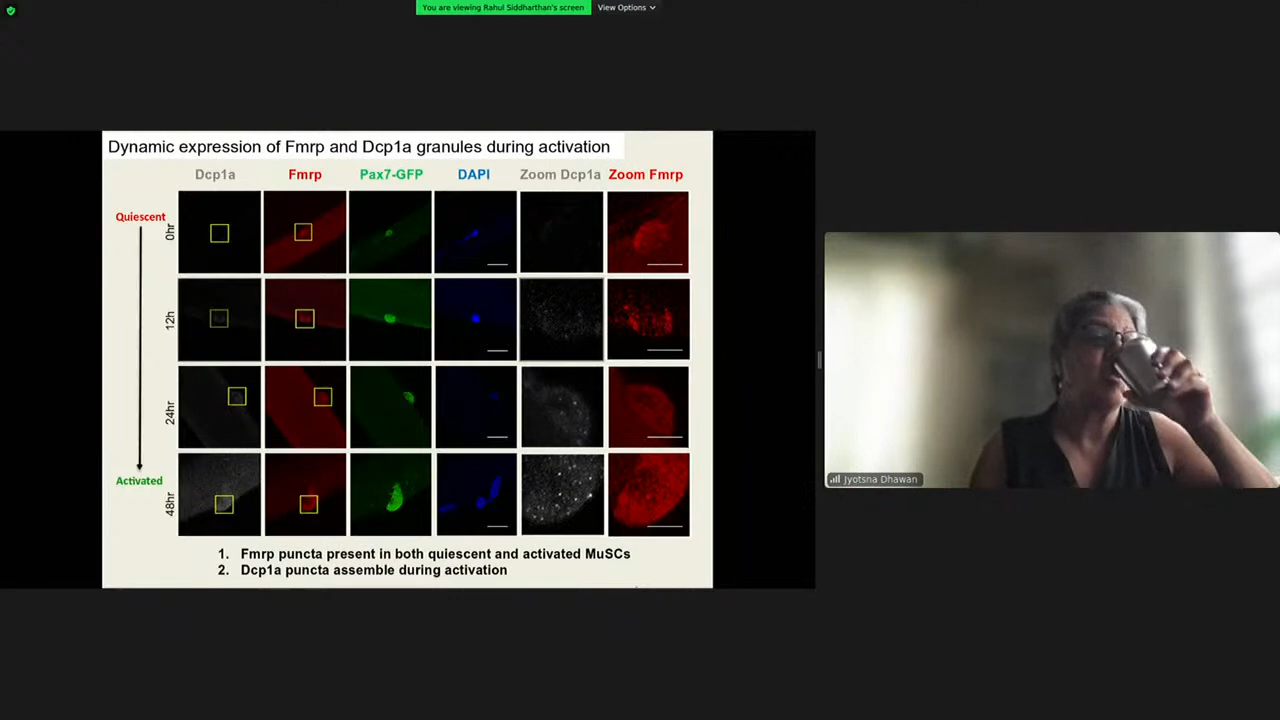 You are viewing Rahul Siddharthan's screen View Options
Dynamic expression of Fmrp and Dcp1a granules during activation
Dcp1a Fmrp Pax7-GFP DAPI Zoom Dcp1a Zoom Fmrp
Quiescent
0hr
12h
24hr
Activated
48hr
1. Fmrp puncta present in both quiescent and activated MuSCs
2. Dcp1a puncta assemble during activation
Jyotsna Dhawan